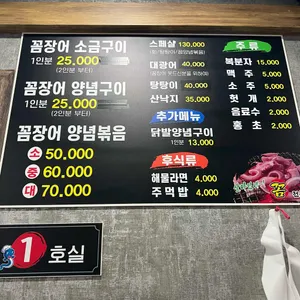 꼼장어 소금구이
1인분 25,000
(2인분 부터)
꼼장어 양념구이
1인분 25,000
(2인분 부터)
꼼장어 양념볶음
소 50,000
중 60,000
대 70,000
스페샬 130,000
대광어 40,000
탕탕이 40,000
산낙지 35,000
추가메뉴
닭발양념구이
1인분 13,000
후식류
해물라면 4,000
주먹밥 4,000
주류
복분자 15,000
맥주 5,000
소주 5,000
헛개 2,000
음료수 2,000
홍초 2,000
꼼
1 호실